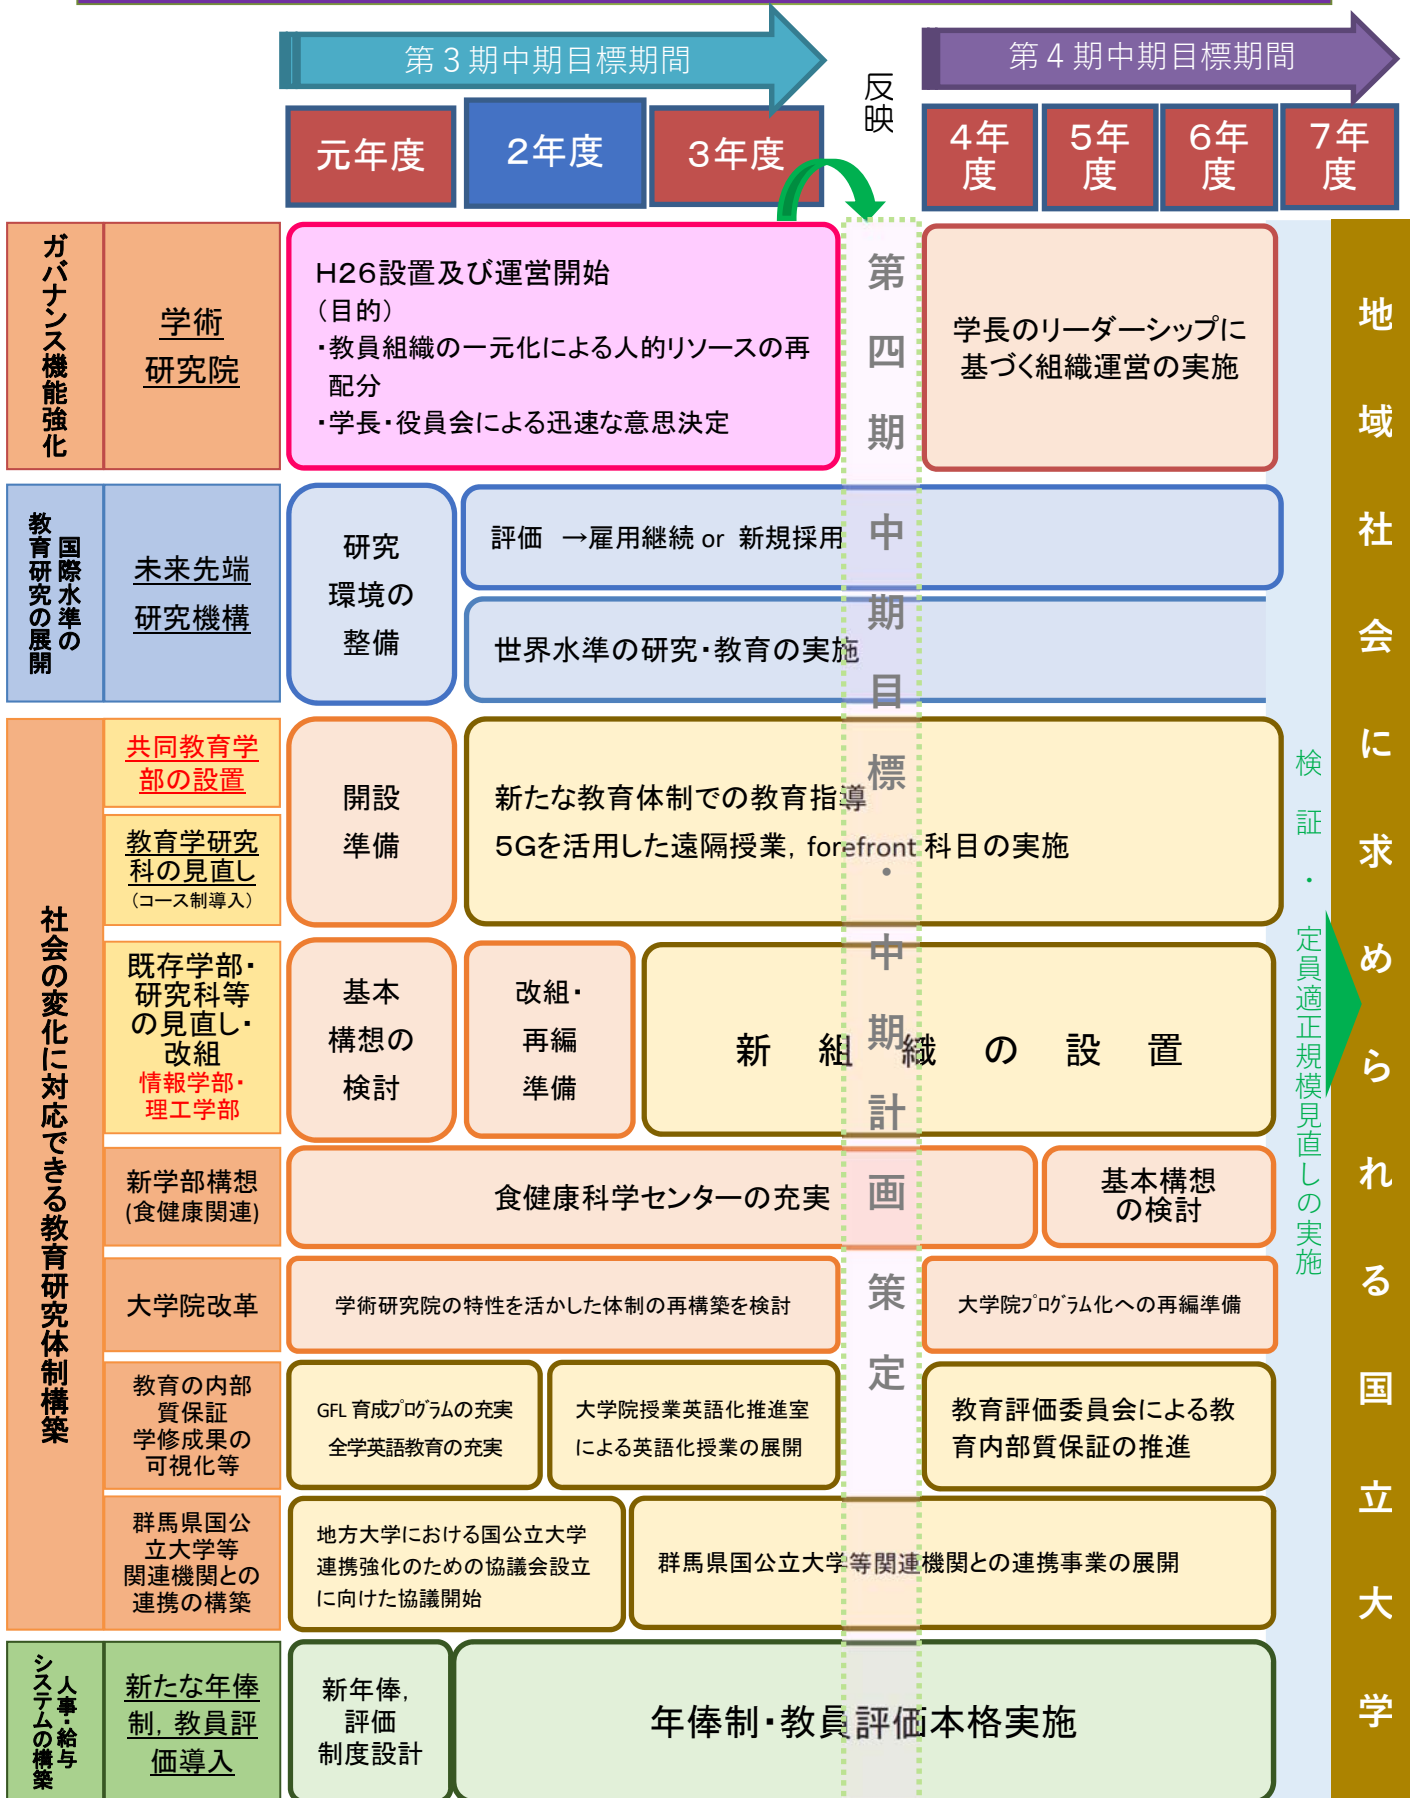 第３期中期目標期間
第４期中期目標期間
反映
元年度
２年度
３年度
４年
度
５年
度
６年
度
７年
度
ガバナンス機能強化
学術
研究院
H26設置及び運営開始
（目的）
・教員組織の一元化による人的リソースの再
配分
・学長・役員会による迅速な意思決定
学長のリーダーシップに
基づく組織運営の実施
国際水準の
教育研究の展開
未来先端
研究機構
研究
環境の
整備
評価　→雇用継続 or 新規採用
世界水準の研究・教育の実施
社会の変化に対応できる教育研究体制構築
共同教育学
部の設置
教育学研究
科の見直し
（コース制導入）
開設
準備
新たな教育体制での教育指導
5Gを活用した遠隔授業，forefront 科目の実施
既存学部・
研究科等
の見直し・
改組
情報学部・
理工学部
基本
構想の
検討
改組・
再編
準備
新　組　織　の　設　置
新学部構想
(食健康関連)
食健康科学センターの充実
基本構想
の検討
大学院改革
学術研究院の特性を活かした体制の再構築を検討
大学院ﾌﾟﾛｸﾞﾗﾑ化への再編準備
教育の内部
質保証
学修成果の
可視化等
GFL 育成ﾌﾟﾛｸﾞﾗﾑの充実
全学英語教育の充実
大学院授業英語化推進室
による英語化授業の展開
教育評価委員会による教
育内部質保証の推進
群馬県国公
立大学等
関連機関との
連携の構築
地方大学における国公立大学
連携強化のための協議会設立
に向けた協議開始
群馬県国公立大学等関連機関との連携事業の展開
人事・給与
システムの構築
新たな年俸
制，教員評
価導入
新年俸，
評価
制度設計
年俸制・教員評価本格実施
第四期中期目標・中期計画策定
検証・定員適正規模見直しの実施
地域社会に求められる国立大学